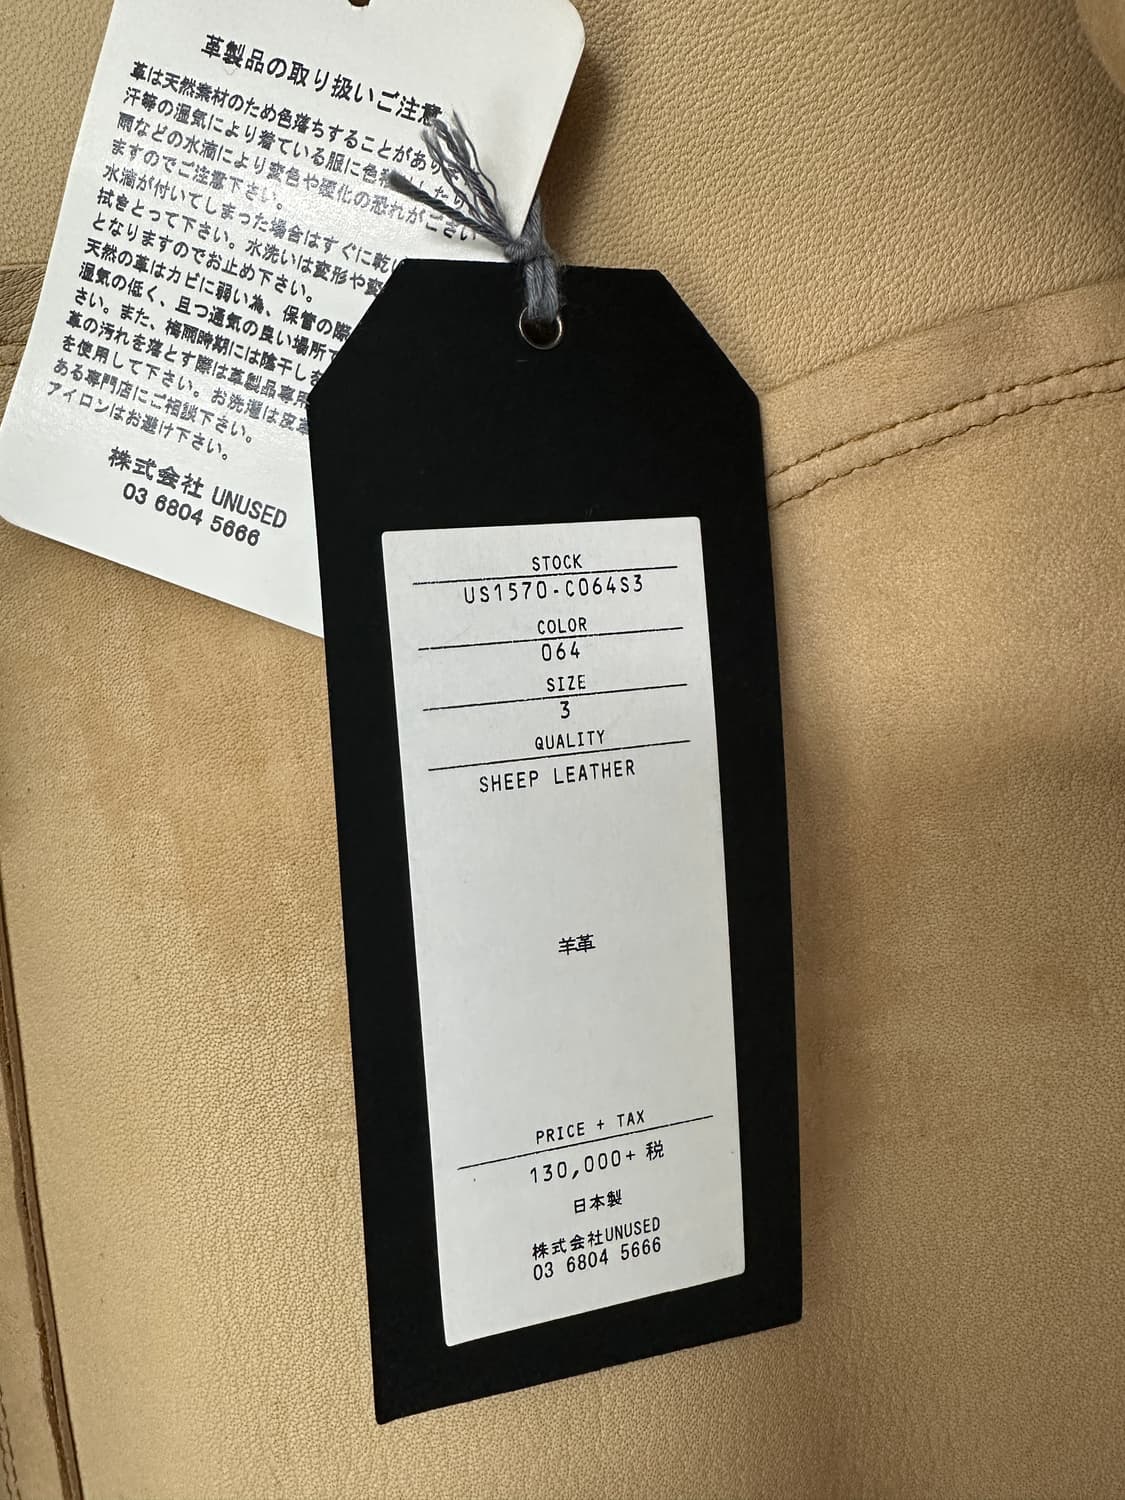 革製品の取り扱いご注意
革は天然素材のため色落ちすることがあり
汗等の湿気により着ている服に色
雨などの水滴により変色や硬化の恐れがござい
ますのでご注意下さい。
水滴が付いてしまった場合はすぐに乾
拭きとって下さい。水洗いは変形や変
となりますのでお止め下さい。
天然の革はカビに弱い為、保管の際
湿気の低く、且つ通気の良い場所で
さい。また、梅雨時期には陰干しを
革の汚れを落とす際は革製品専用
を使用して下さい。お洗濯は皮革
ある専門店にご相談下さい。
アイロンはお避け下さい。
株式会社 UNUSED
03 6804 5666
STOCK
US1570-C064S3
COLOR
064
SIZE
3
QUALITY
SHEEP LEATHER
羊革
PRICE + TAX
130,000+ 税
日本製
株式会社UNUSED
03 6804 5666